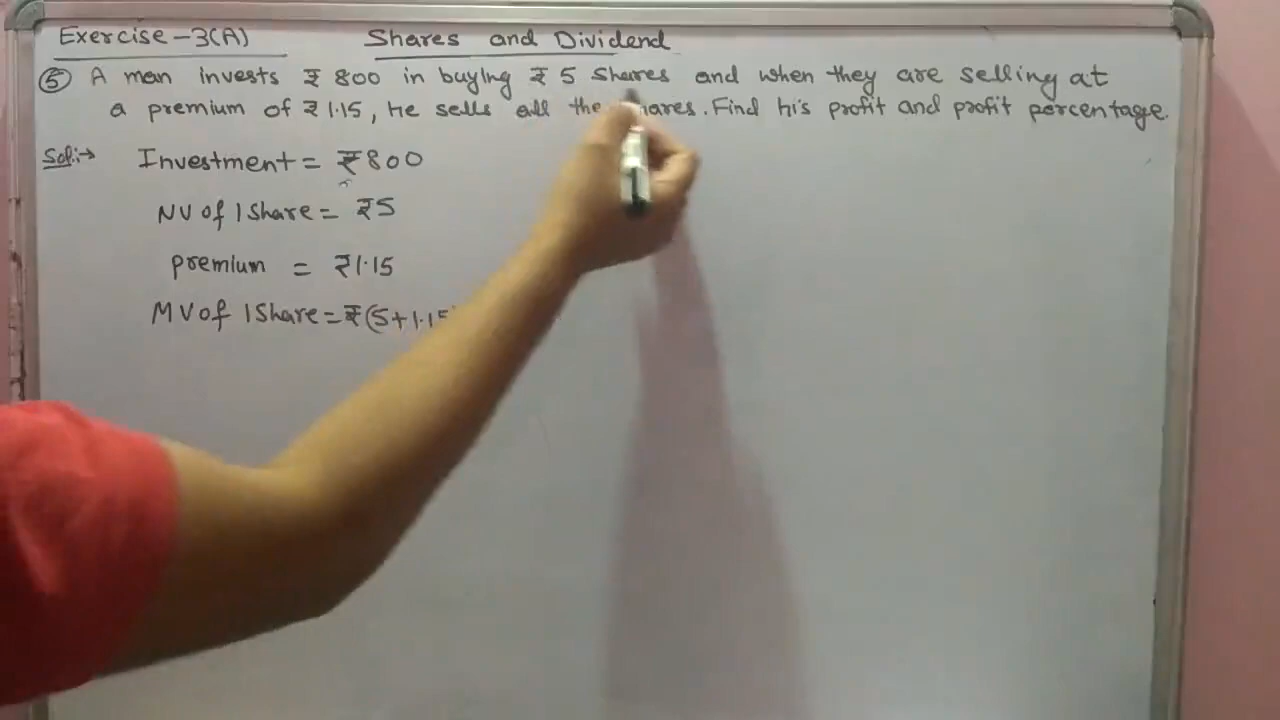 Exercise-3(A) Shares and Dividend
⑤ A man invests ₹ 800 in buying ₹ 5 shares and when they are selling at
a premium of ₹1.15, he sells all the shares. Find his profit and profit percentage.
Sol:→ Investment = ₹800
NV of 1 Share = ₹5
premium = ₹1.15
MV of 1 Share = ₹(5+1.15